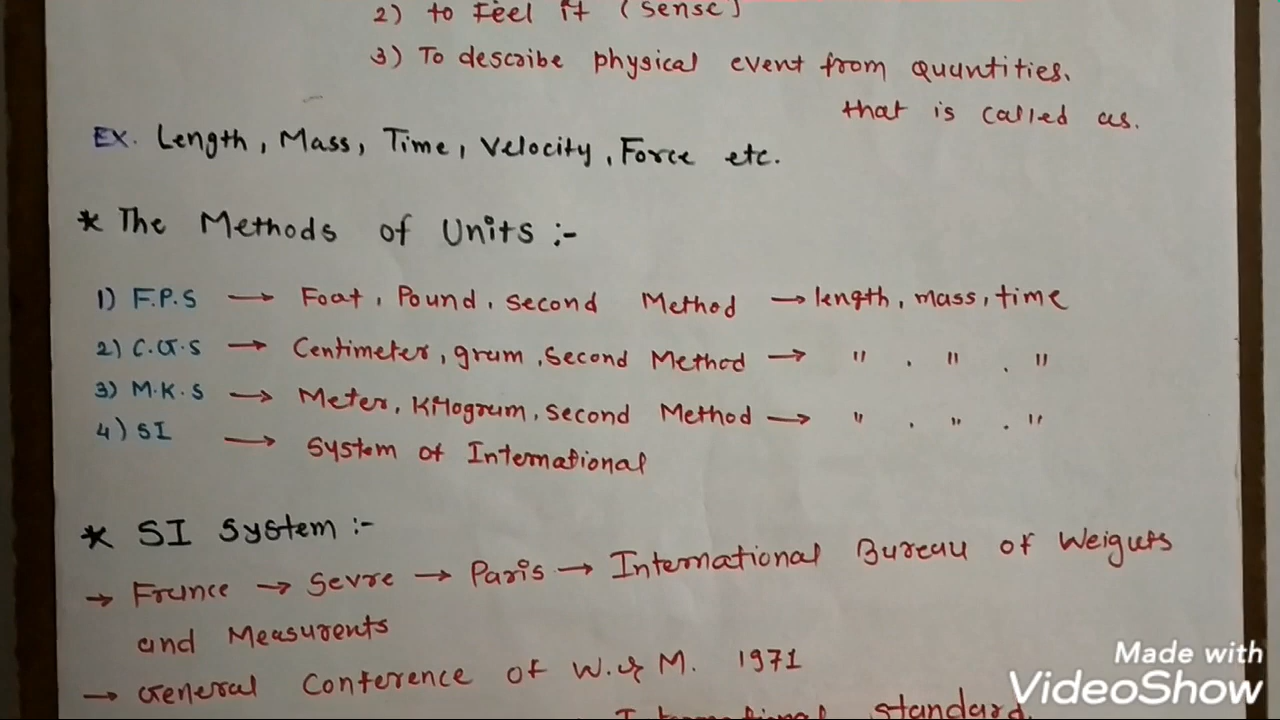 2) to Feel it (sense)
3) To describe physical event from quantities.
that is called as.
Ex. Length, Mass, Time, Velocity, Force etc.
* The Methods of Units :-
1) F.P.S → Foat, Pound, second Method → length, mass, time
2) C.G.S → Centimeter, gram, second Method → " , " , "
3) M.K.S → Meter, Kilogram, second Method → " , " , "
4) SI → System of International
* SI System :-
→ France → Sevre → Paris → International Bureau of Weights
and Measurents
→ General Conference of W. & M. 1971
International standard.
Made with
VideoShow